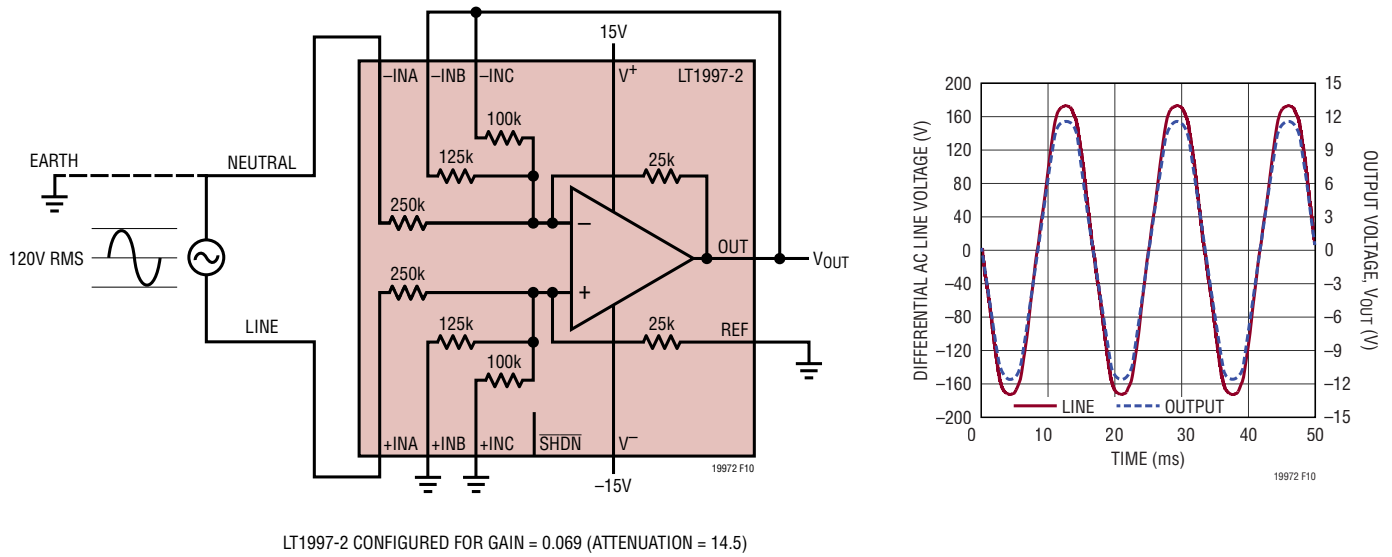 15V
–INA
–INB
–INC
V+
LT1997-2
100k
125k
25k
250k
EARTH
NEUTRAL
–
OUT
VOUT
120V RMS
250k
+
LINE
125k
25k
REF
100k
+INA
+INB
+INC
SHDN
V–
19972 F10
–15V
LT1997-2 CONFIGURED FOR GAIN = 0.069 (ATTENUATION = 14.5)
DIFFERENTIAL AC LINE VOLTAGE (V)
200
160
120
80
40
0
–40
–80
–120
–160
–200
15
12
9
6
3
0
–3
–6
–9
–12
–15
OUTPUT VOLTAGE, VOUT (V)
LINE
OUTPUT
0
10
20
30
40
50
TIME (ms)
19972 F10